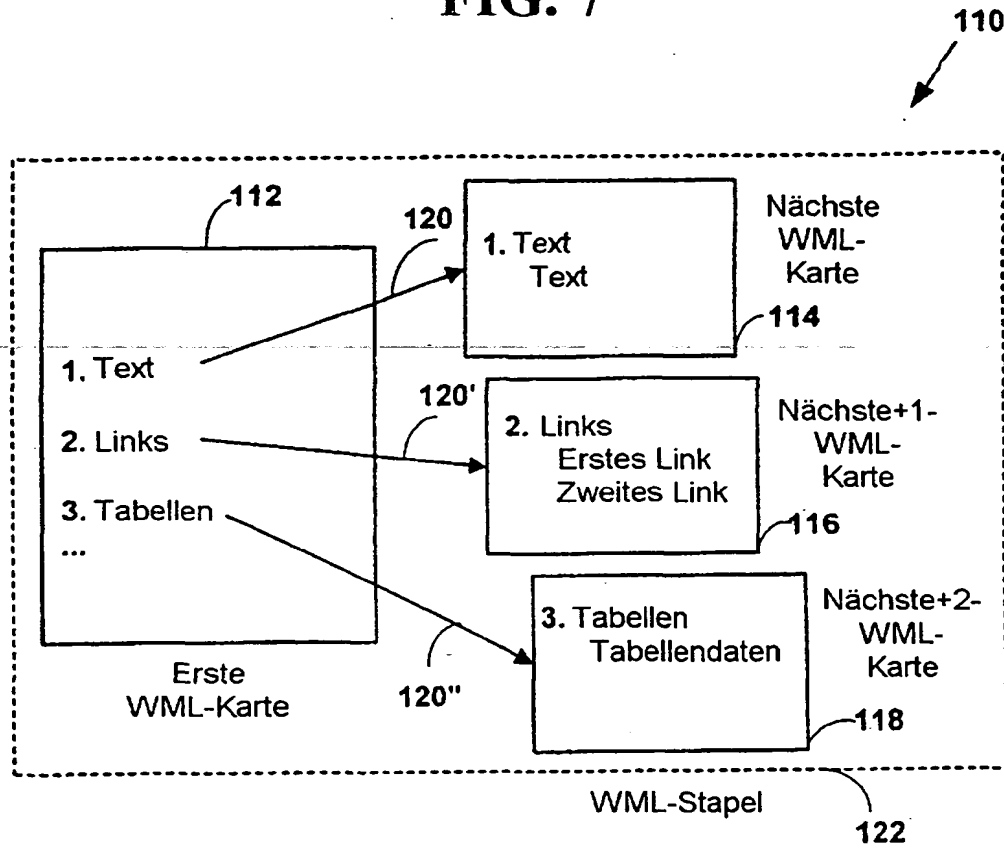 FIG. 7
110
112
1. Text
2. Links
3. Tabellen
...
Erste
WML-Karte
120
1. Text
Text
114
Nächste
WML-
Karte
120'
2. Links
Erstes Link
Zweites Link
116
Nächste+1-
WML-
Karte
120"
3. Tabellen
Tabellendaten
118
Nächste+2-
WML-
Karte
WML-Stapel
122